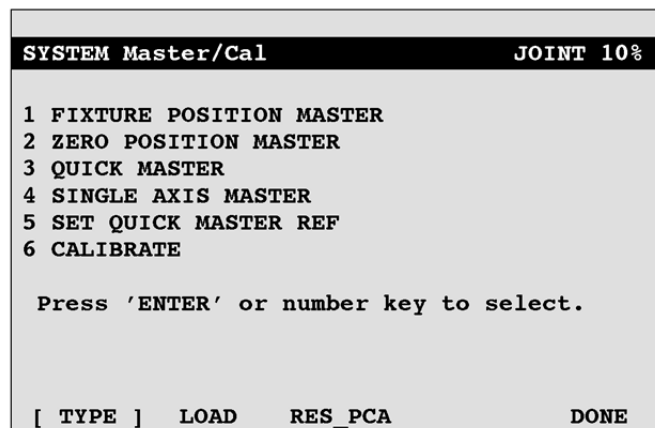 SYSTEM Master/Cal JOINT 10%
1 FIXTURE POSITION MASTER
2 ZERO POSITION MASTER
3 QUICK MASTER
4 SINGLE AXIS MASTER
5 SET QUICK MASTER REF
6 CALIBRATE
Press 'ENTER' or number key to select.
[ TYPE ] LOAD RES_PCA DONE